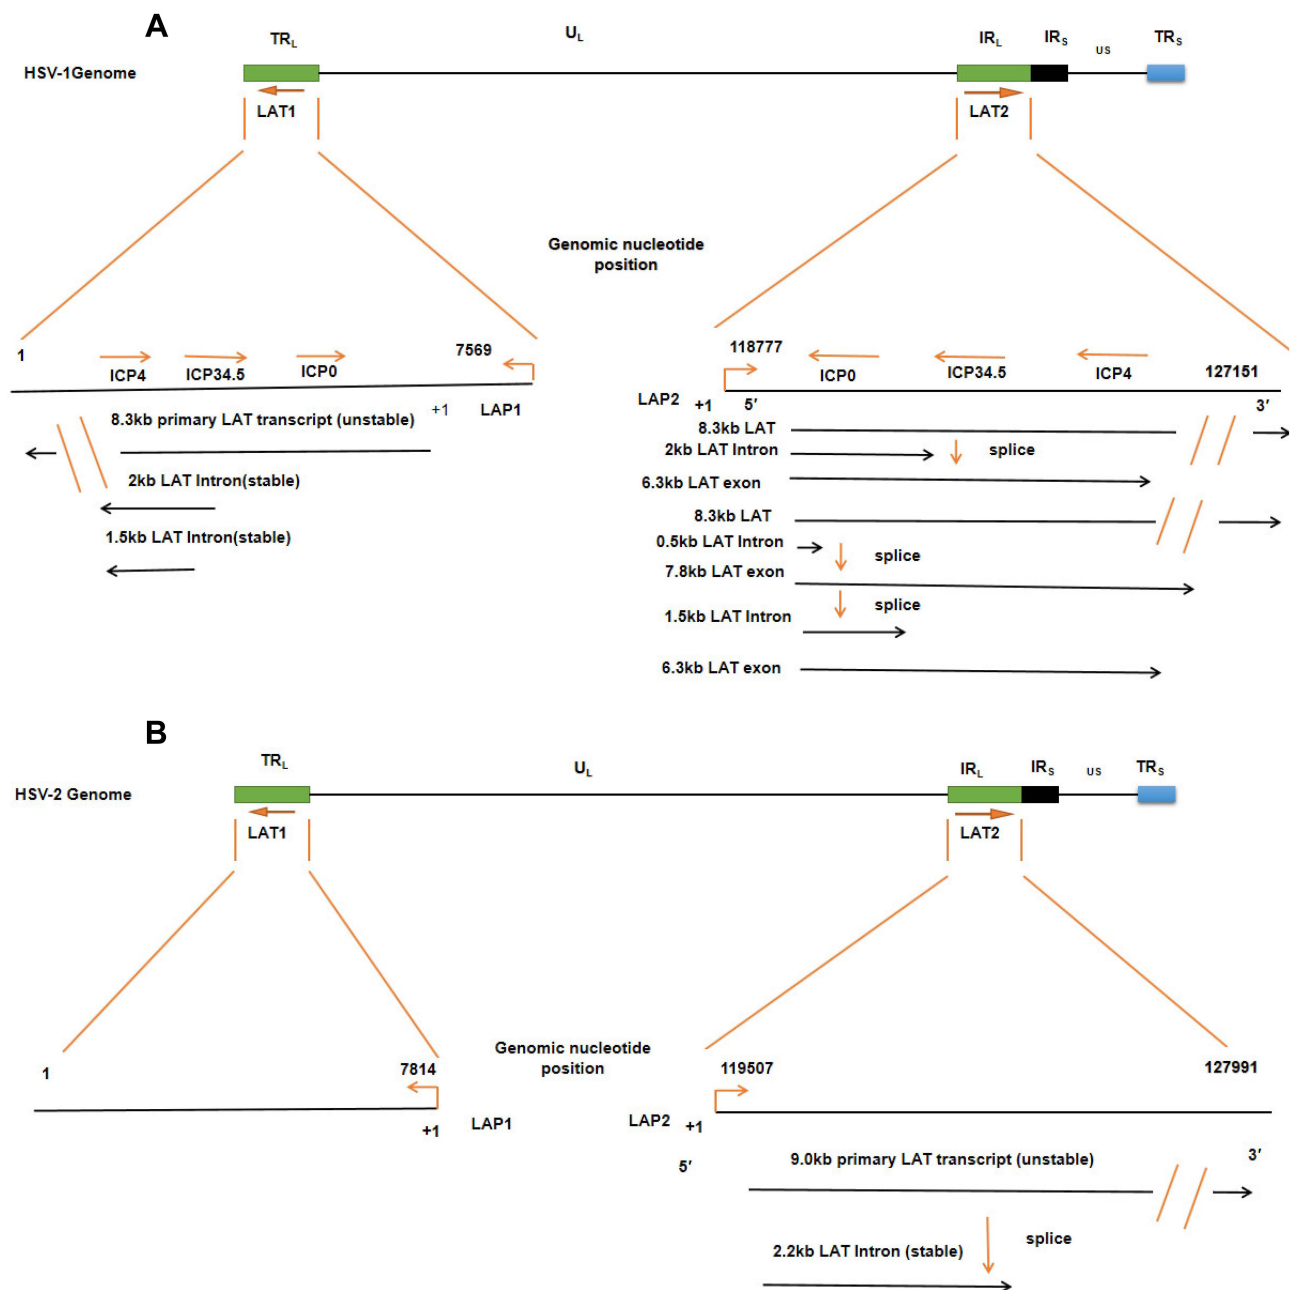 A
TRL
UL
IRL
IRS
US
TRS
HSV-1Genome
LAT1
LAT2
Genomic nucleotide
position
1
7569
ICP4
ICP34.5
ICP0
8.3kb primary LAT transcript (unstable)
+1
LAP1
2kb LAT Intron(stable)
1.5kb LAT Intron(stable)
118777
127151
ICP0
ICP34.5
ICP4
LAP2
+1
5′
3′
8.3kb LAT
2kb LAT Intron
splice
6.3kb LAT exon
8.3kb LAT
0.5kb LAT Intron
splice
7.8kb LAT exon
splice
1.5kb LAT Intron
6.3kb LAT exon
B
TRL
UL
IRL
IRS
US
TRS
HSV-2 Genome
LAT1
LAT2
Genomic nucleotide
position
1
7814
+1
LAP1
119507
127991
LAP2
+1
5′
3′
9.0kb primary LAT transcript (unstable)
splice
2.2kb LAT Intron (stable)